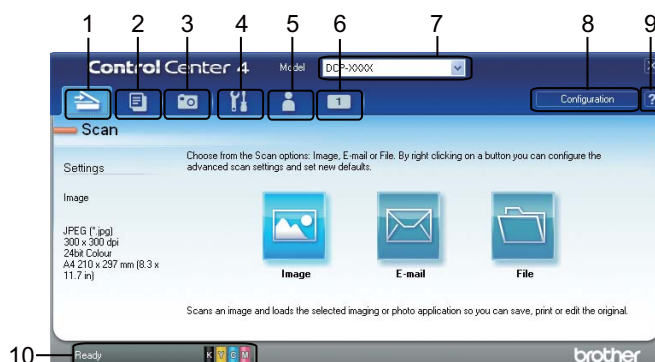 1 2 3 4 5 6 7 8 9
Control Center 4 Model DCP-XXXX X
1 Configuration ?
Scan
Settings
Choose from the Scan options: Image, E-mail or File. By right clicking on a button you can configure the
advanced scan settings and set new defaults.
Image
JPEG (*.jpg)
300 x 300 dpi
24bit Colour
A4 210 x 297 mm (8.3 x
11.7 in)
Image E-mail File
Scans an image and loads the selected imaging or photo application so you can save, print or edit the original.
10 Ready K Y C M brother